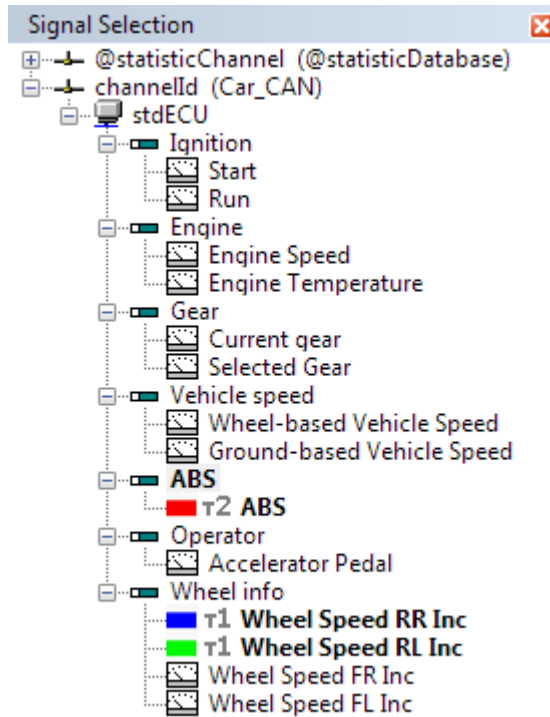 Signal Selection
@statisticChannel (@statisticDatabase)
channelId (Car_CAN)
stdECU
Ignition
Start
Run
Engine
Engine Speed
Engine Temperature
Gear
Current gear
Selected Gear
Vehicle speed
Wheel-based Vehicle Speed
Ground-based Vehicle Speed
ABS
T2 ABS
Operator
Accelerator Pedal
Wheel info
T1 Wheel Speed RR Inc
T1 Wheel Speed RL Inc
Wheel Speed FR Inc
Wheel Speed FL Inc